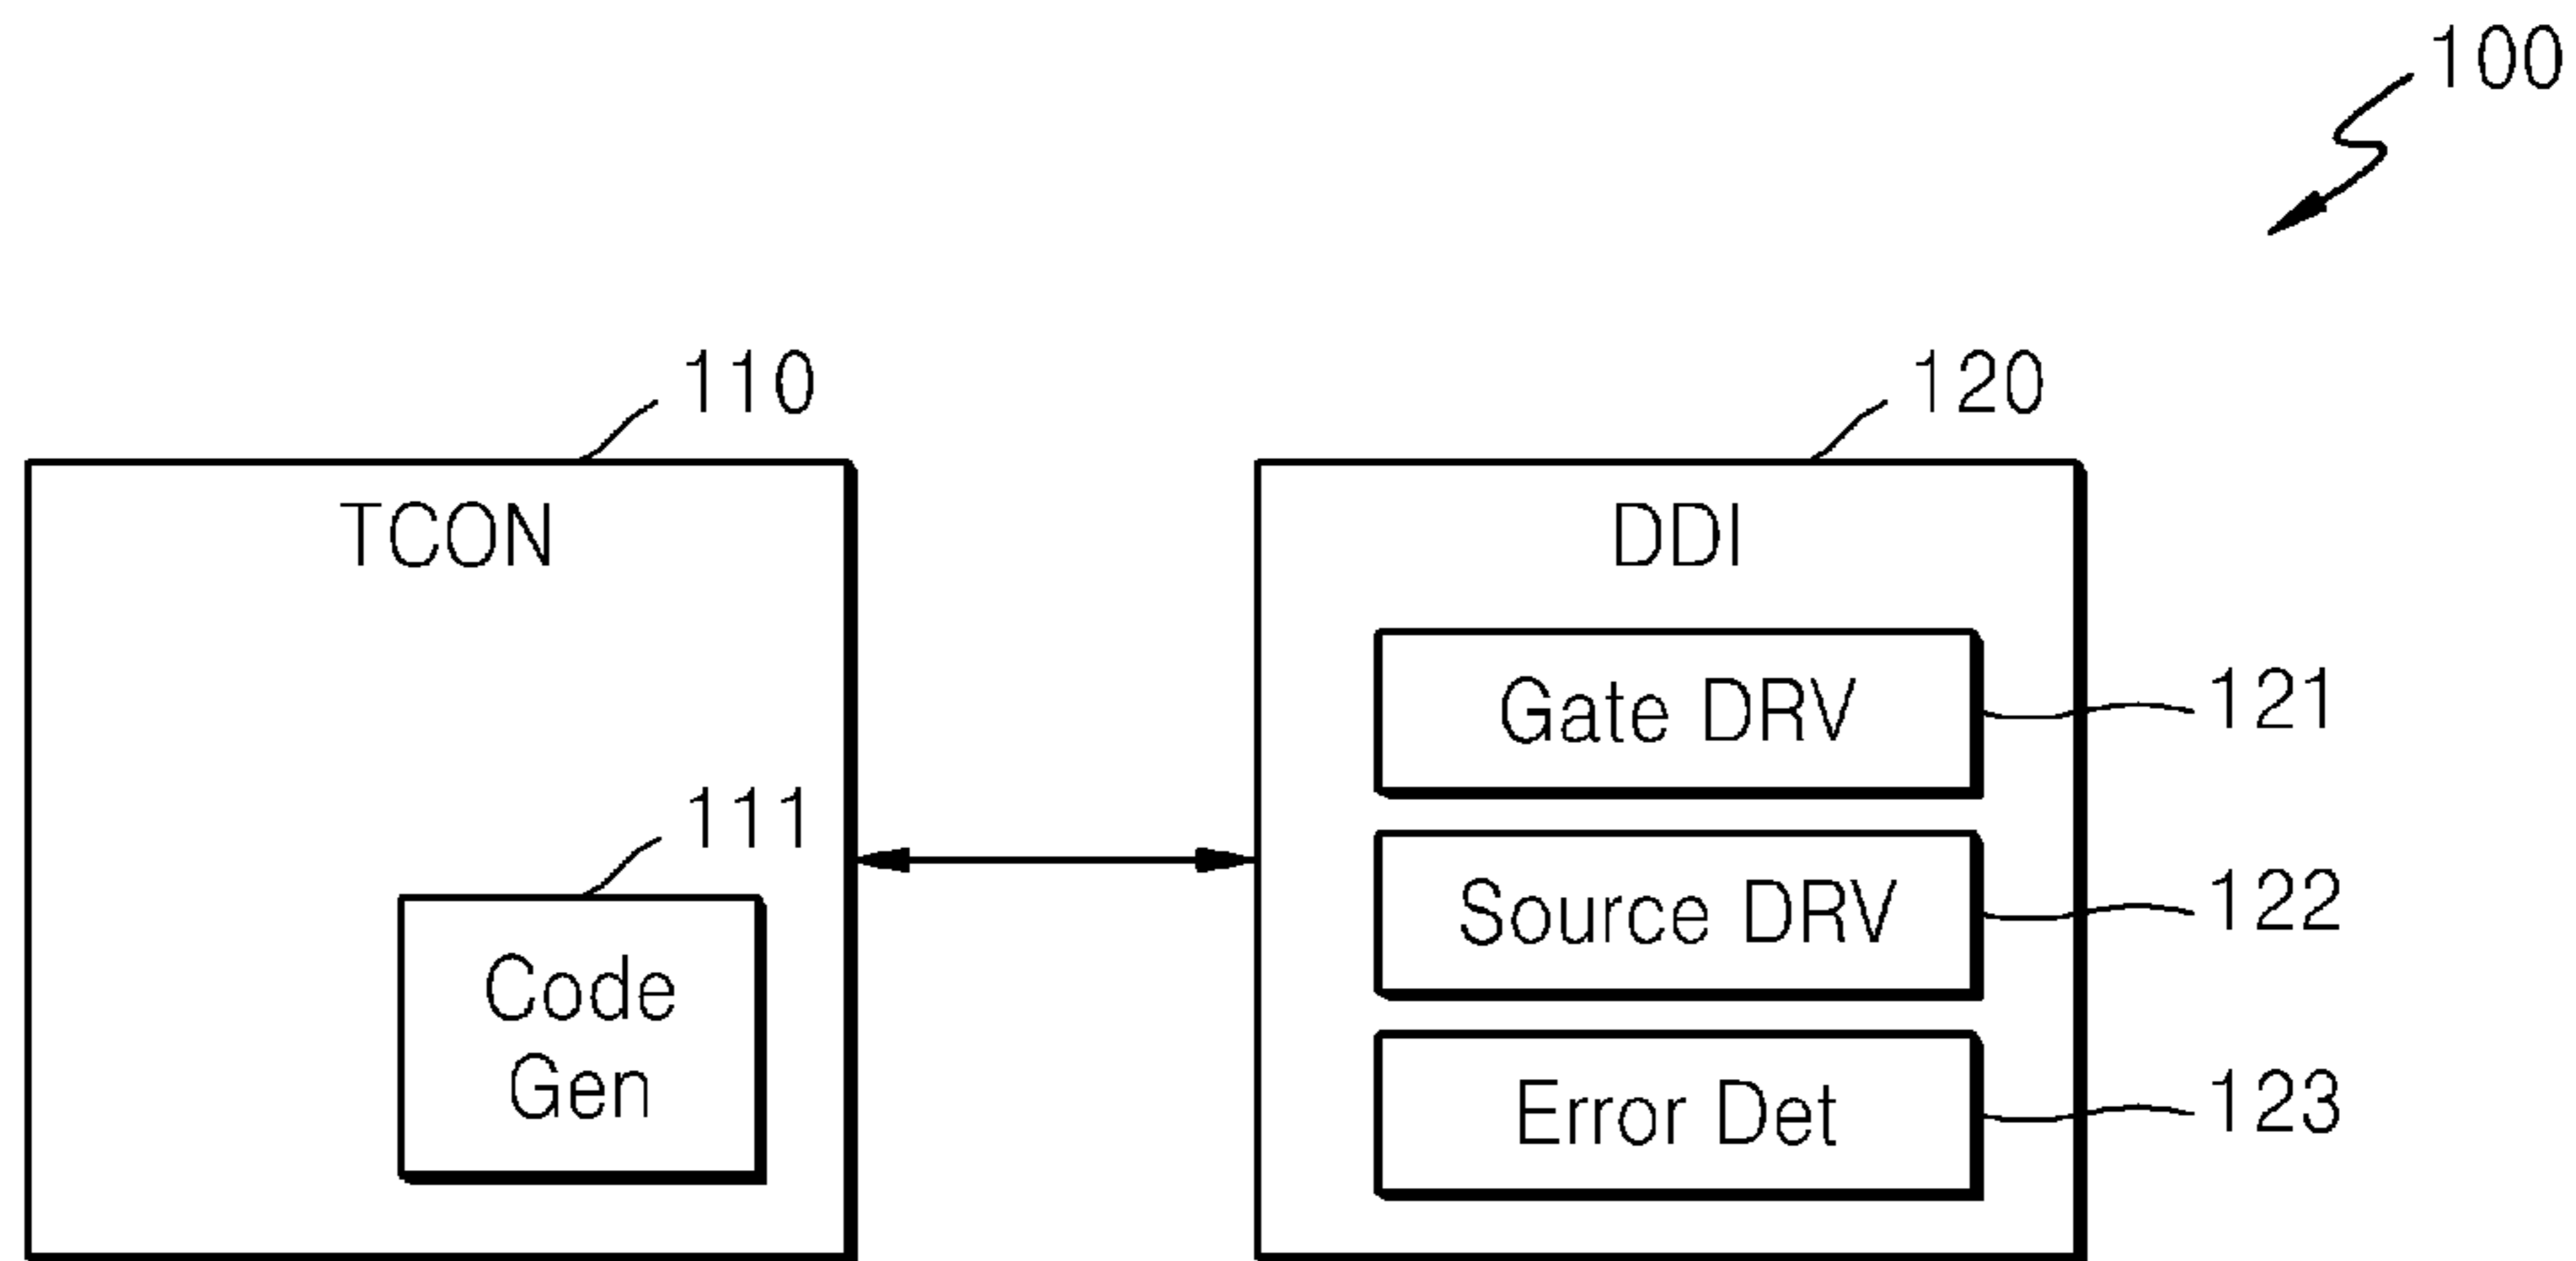 100
110
120
TCON
DDI
Gate DRV
121
111
Source DRV
122
Code
Gen
Error Det
123